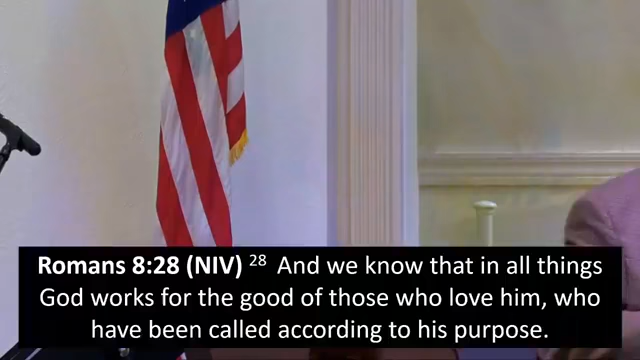 Romans 8:28 (NIV) 28 And we know that in all things
God works for the good of those who love him, who
have been called according to his purpose.